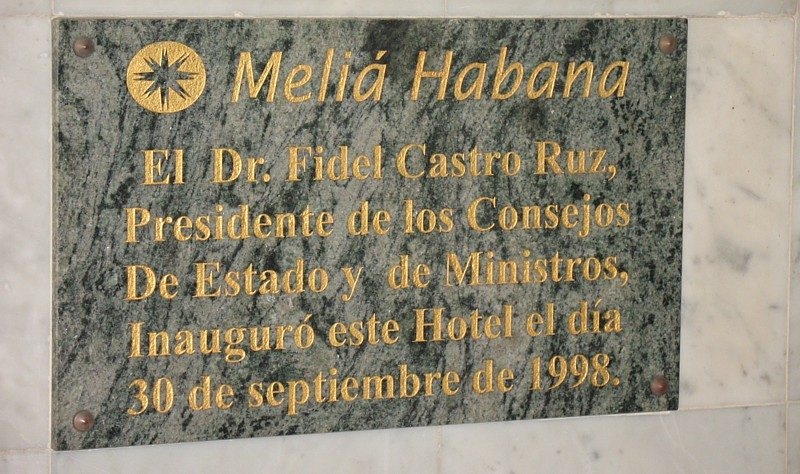 Meliá Habana
El Dr. Fidel Castro Ruz,
Presidente de los Consejos
De Estado y de Ministros,
Inauguró este Hotel el día
30 de septiembre de 1998.